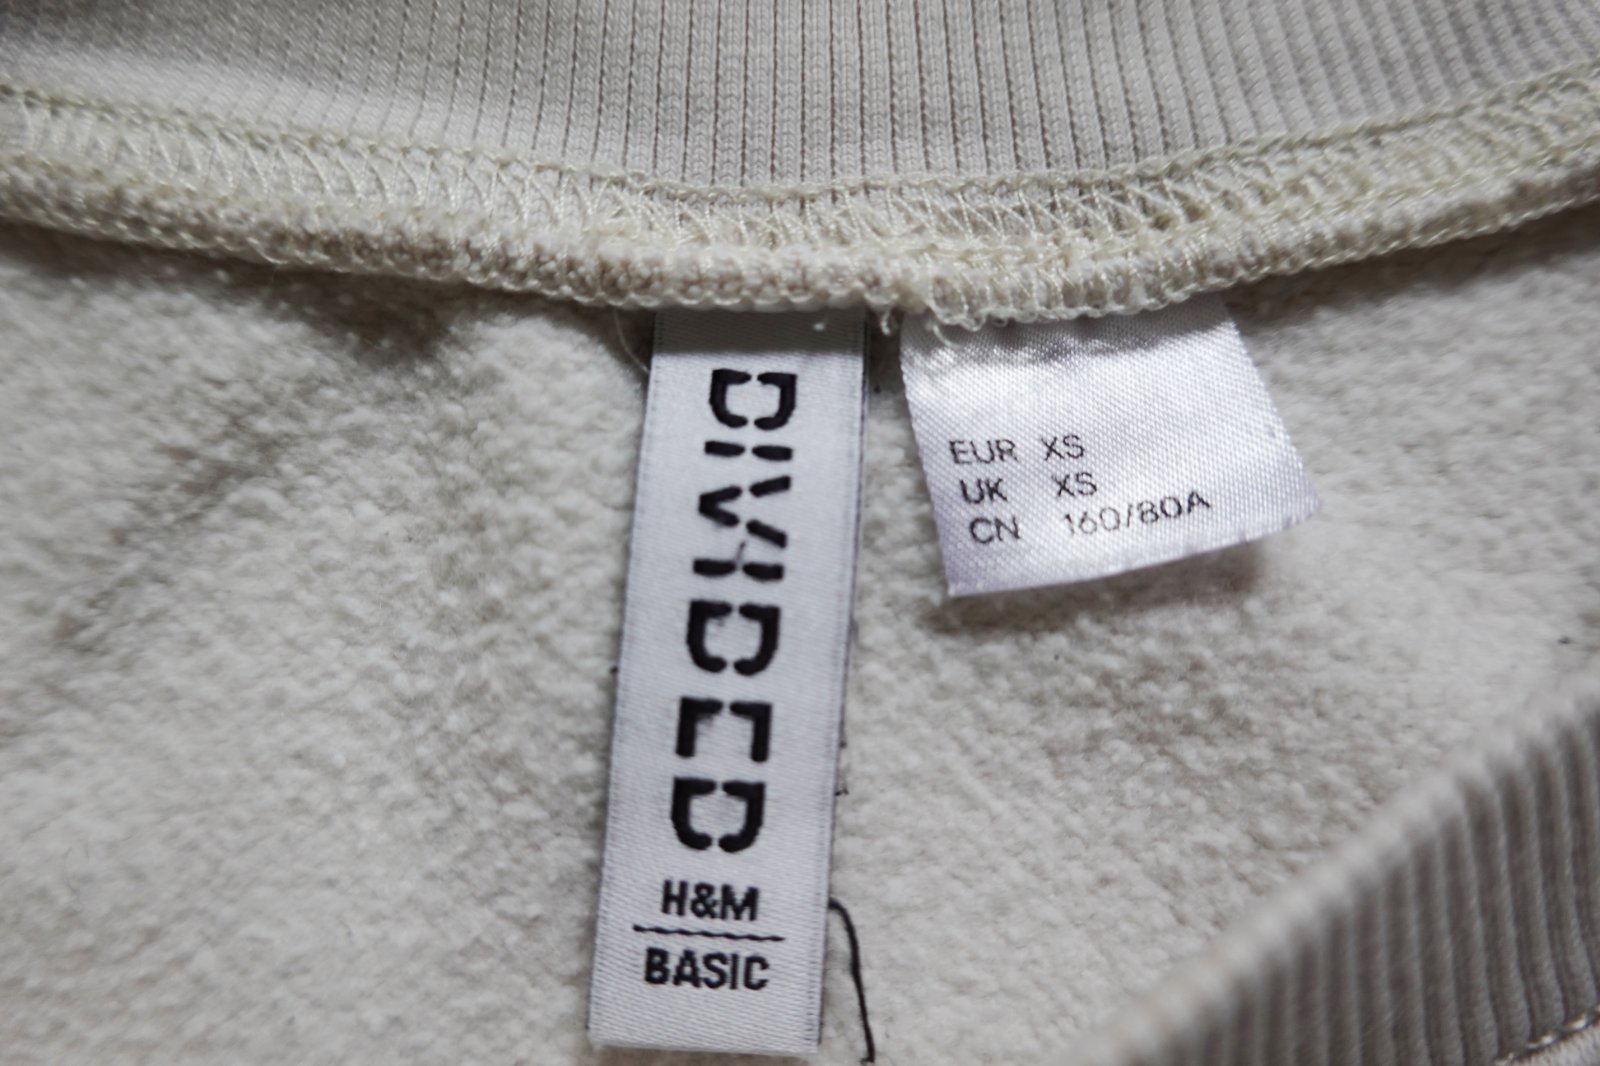 DIVIDED
H&M
BASIC
EUR XS
UK XS
CN 160/80A